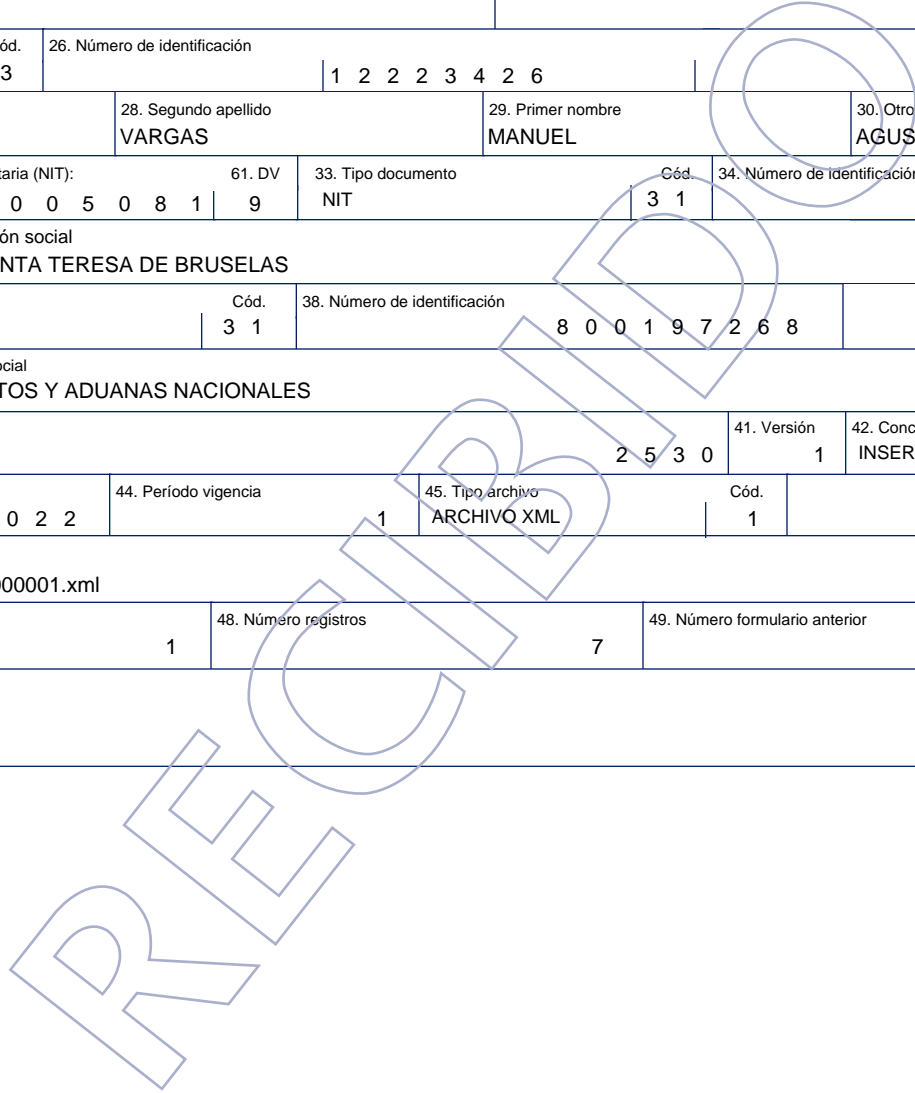 ód. 26. Número de identificación
3 1 2 2 2 3 4 2 6
28. Segundo apellido 29. Primer nombre 30. Otro
VARGAS MANUEL AGUS
taria (NIT): 61. DV 33. Tipo documento Cód. 34. Número de identificación
0 0 5 0 8 1 9 NIT 3 1
ón social
NTA TERESA DE BRUSELAS
Cód. 38. Número de identificación
3 1 8 0 0 1 9 7 2 6 8
ocial
TOS Y ADUANAS NACIONALES
41. Versión 42. Conc
2 5 3 0 1 INSER
44. Período vigencia 45. Tipo archivo Cód.
0 2 2 1 ARCHIVO XML 1
000001.xml
48. Número registros 49. Número formulario anterior
1 7
RECIBIDO